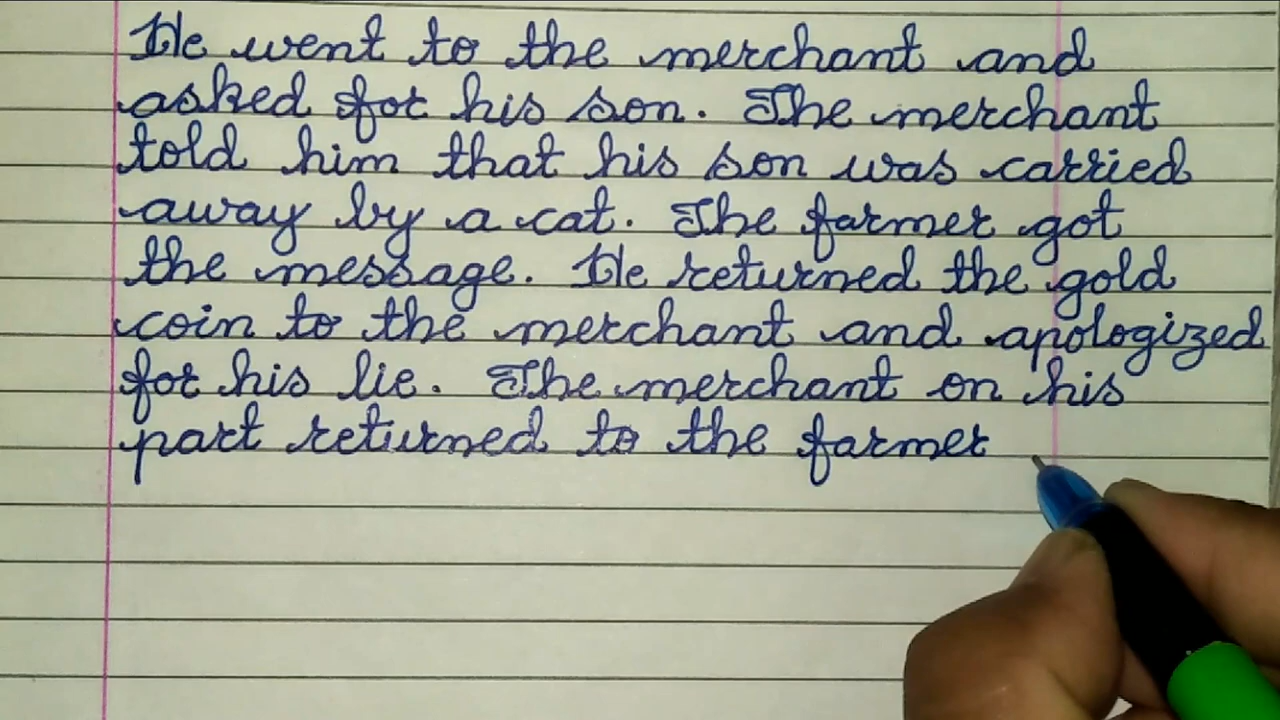 He went to the merchant and
asked for his son. The merchant
told him that his son was carried
away by a cat. The farmer got
the message. He returned the gold
coin to the merchant and apologized
for his lie. The merchant on his
part returned to the farmer